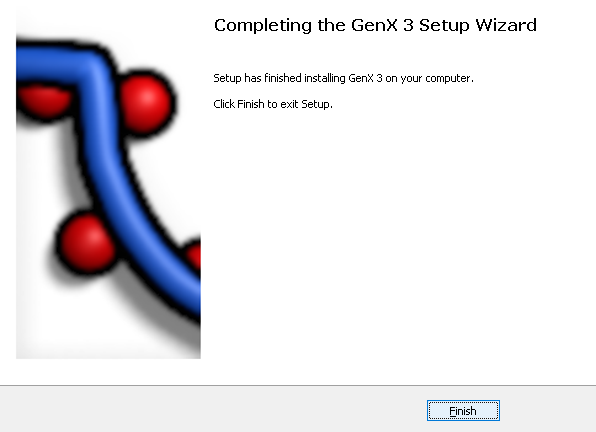 Completing the GenX 3 Setup Wizard
Setup has finished installing GenX 3 on your computer.
Click Finish to exit Setup.
Finish